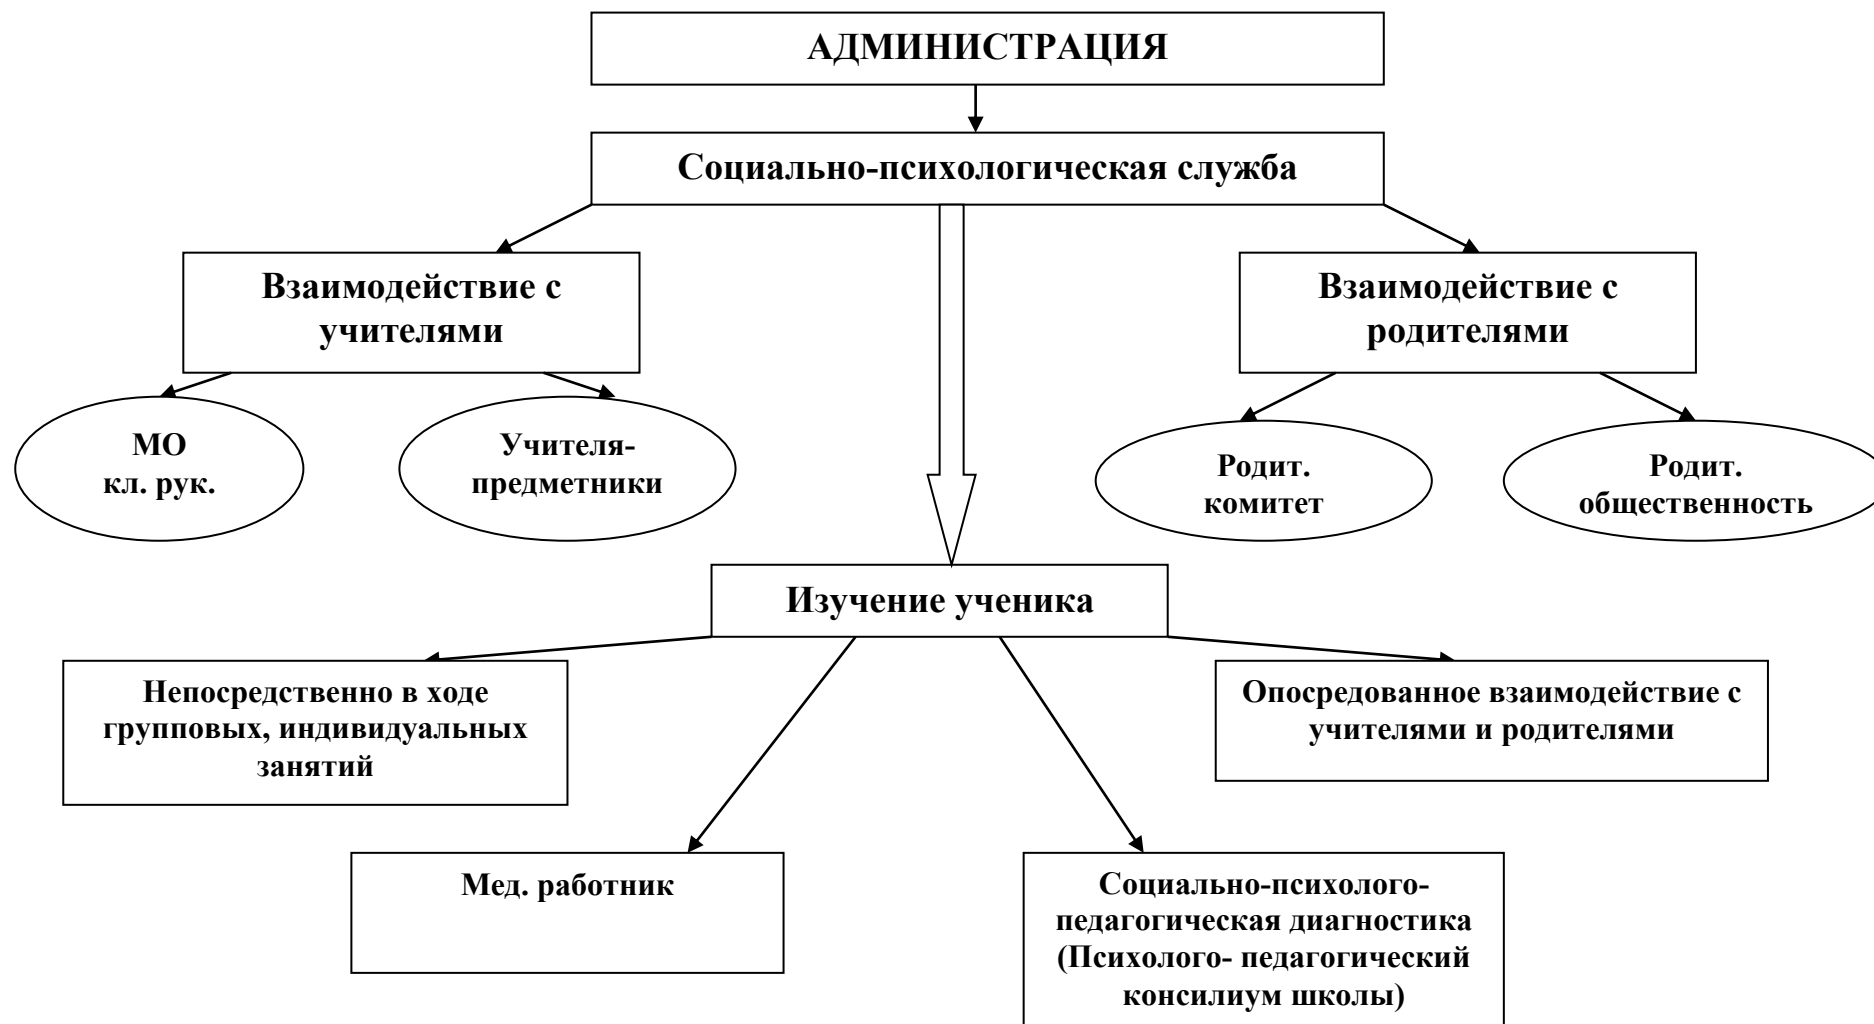 АДМИНИСТРАЦИЯ
Социально-психологическая служба
Взаимодействие с
учителями
Взаимодействие с
родителями
МО
кл. рук.
Учителя-
предметники
Родит.
комитет
Родит.
общественность
Изучение ученика
Непосредственно в ходе
групповых, индивидуальных
занятий
Опосредованное взаимодействие с
учителями и родителями
Мед. работник
Социально-психолого-
педагогическая диагностика
(Психолого- педагогический
консилиум школы)